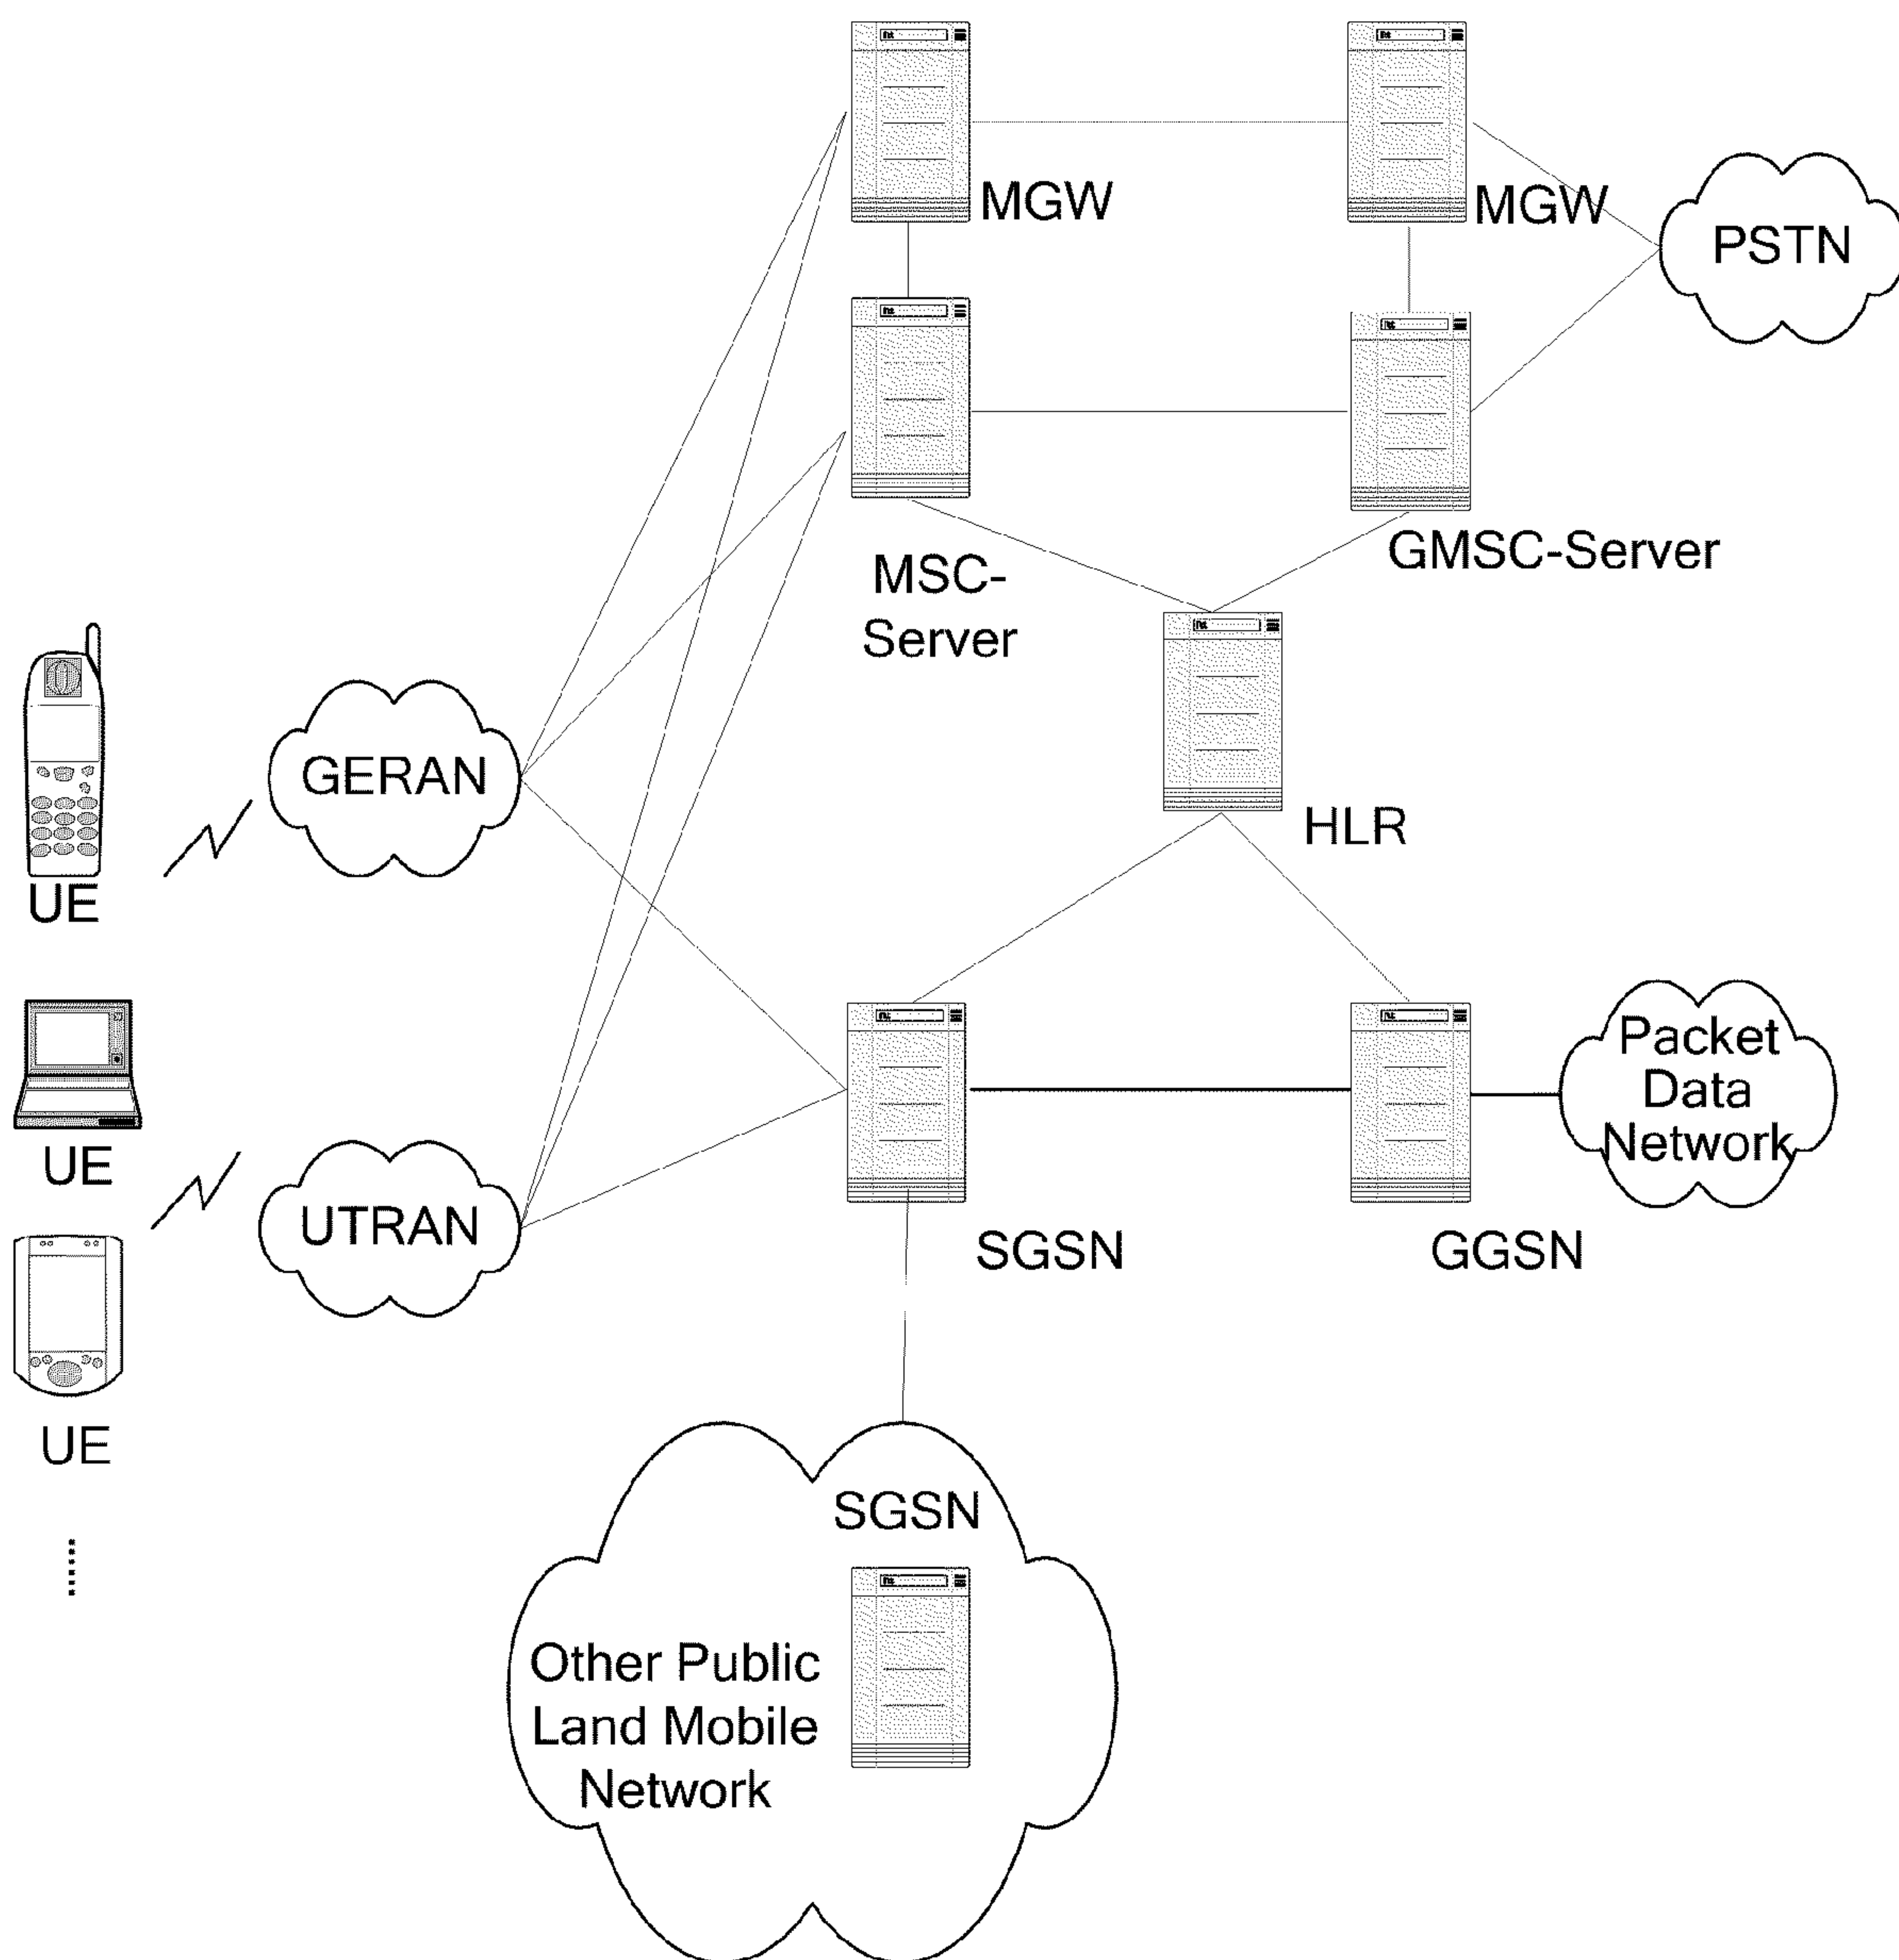 MGW
MGW
PSTN
GMSC-Server
MSC-
Server
HLR
GERAN
UE
UE
UTRAN
UE
SGSN
GGSN
Packet
Data
Network
SGSN
Other Public
Land Mobile
Network